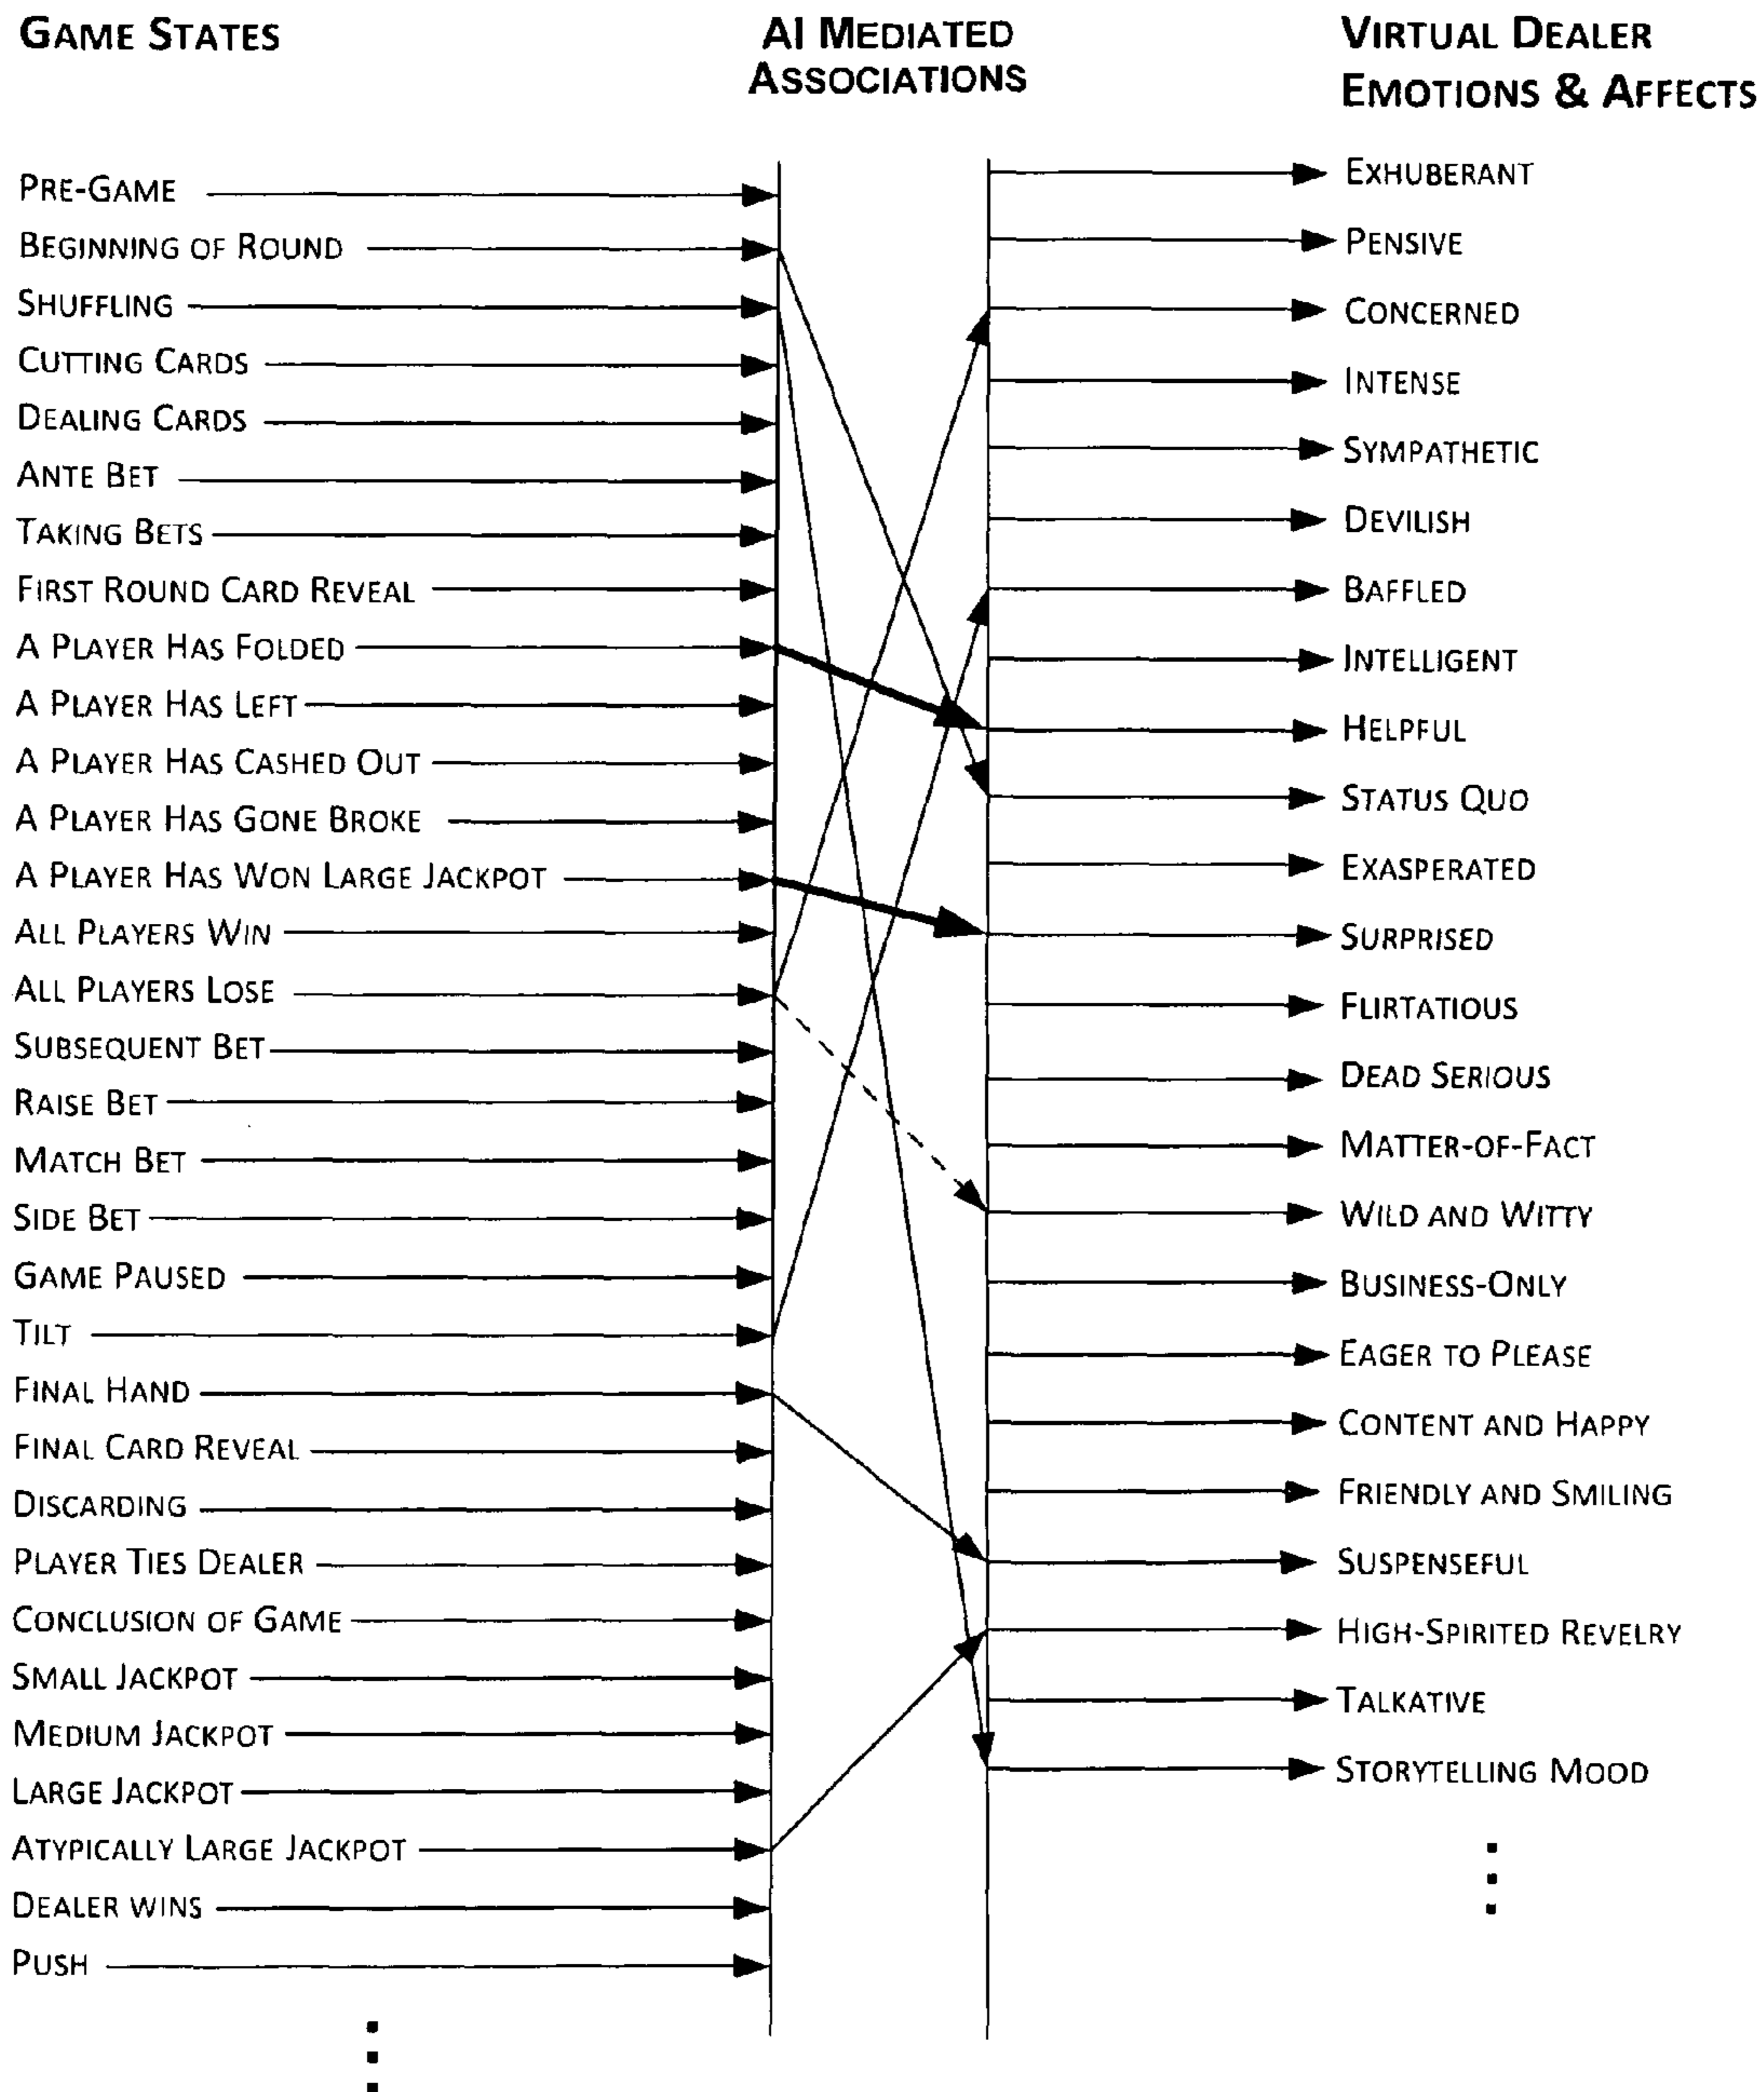 GAME STATES
AI MEDIATED
ASSOCIATIONS
VIRTUAL DEALER
EMOTIONS & AFFECTS
PRE-GAME
BEGINNING OF ROUND
SHUFFLING
CUTTING CARDS
DEALING CARDS
ANTE BET
TAKING BETS
FIRST ROUND CARD REVEAL
A PLAYER HAS FOLDED
A PLAYER HAS LEFT
A PLAYER HAS CASHED OUT
A PLAYER HAS GONE BROKE
A PLAYER HAS WON LARGE JACKPOT
ALL PLAYERS WIN
ALL PLAYERS LOSE
SUBSEQUENT BET
RAISE BET
MATCH BET
SIDE BET
GAME PAUSED
TILT
FINAL HAND
FINAL CARD REVEAL
DISCARDING
PLAYER TIES DEALER
CONCLUSION OF GAME
SMALL JACKPOT
MEDIUM JACKPOT
LARGE JACKPOT
ATYPICALLY LARGE JACKPOT
DEALER WINS
PUSH
EXHUBERANT
PENSIVE
CONCERNED
INTENSE
SYMPATHETIC
DEVILISH
BAFFLED
INTELLIGENT
HELPFUL
STATUS QUO
EXASPERATED
SURPRISED
FLIRTATIOUS
DEAD SERIOUS
MATTER-OF-FACT
WILD AND WITTY
BUSINESS-ONLY
EAGER TO PLEASE
CONTENT AND HAPPY
FRIENDLY AND SMILING
SUSPENSEFUL
HIGH-SPIRITED REVELRY
TALKATIVE
STORYTELLING MOOD